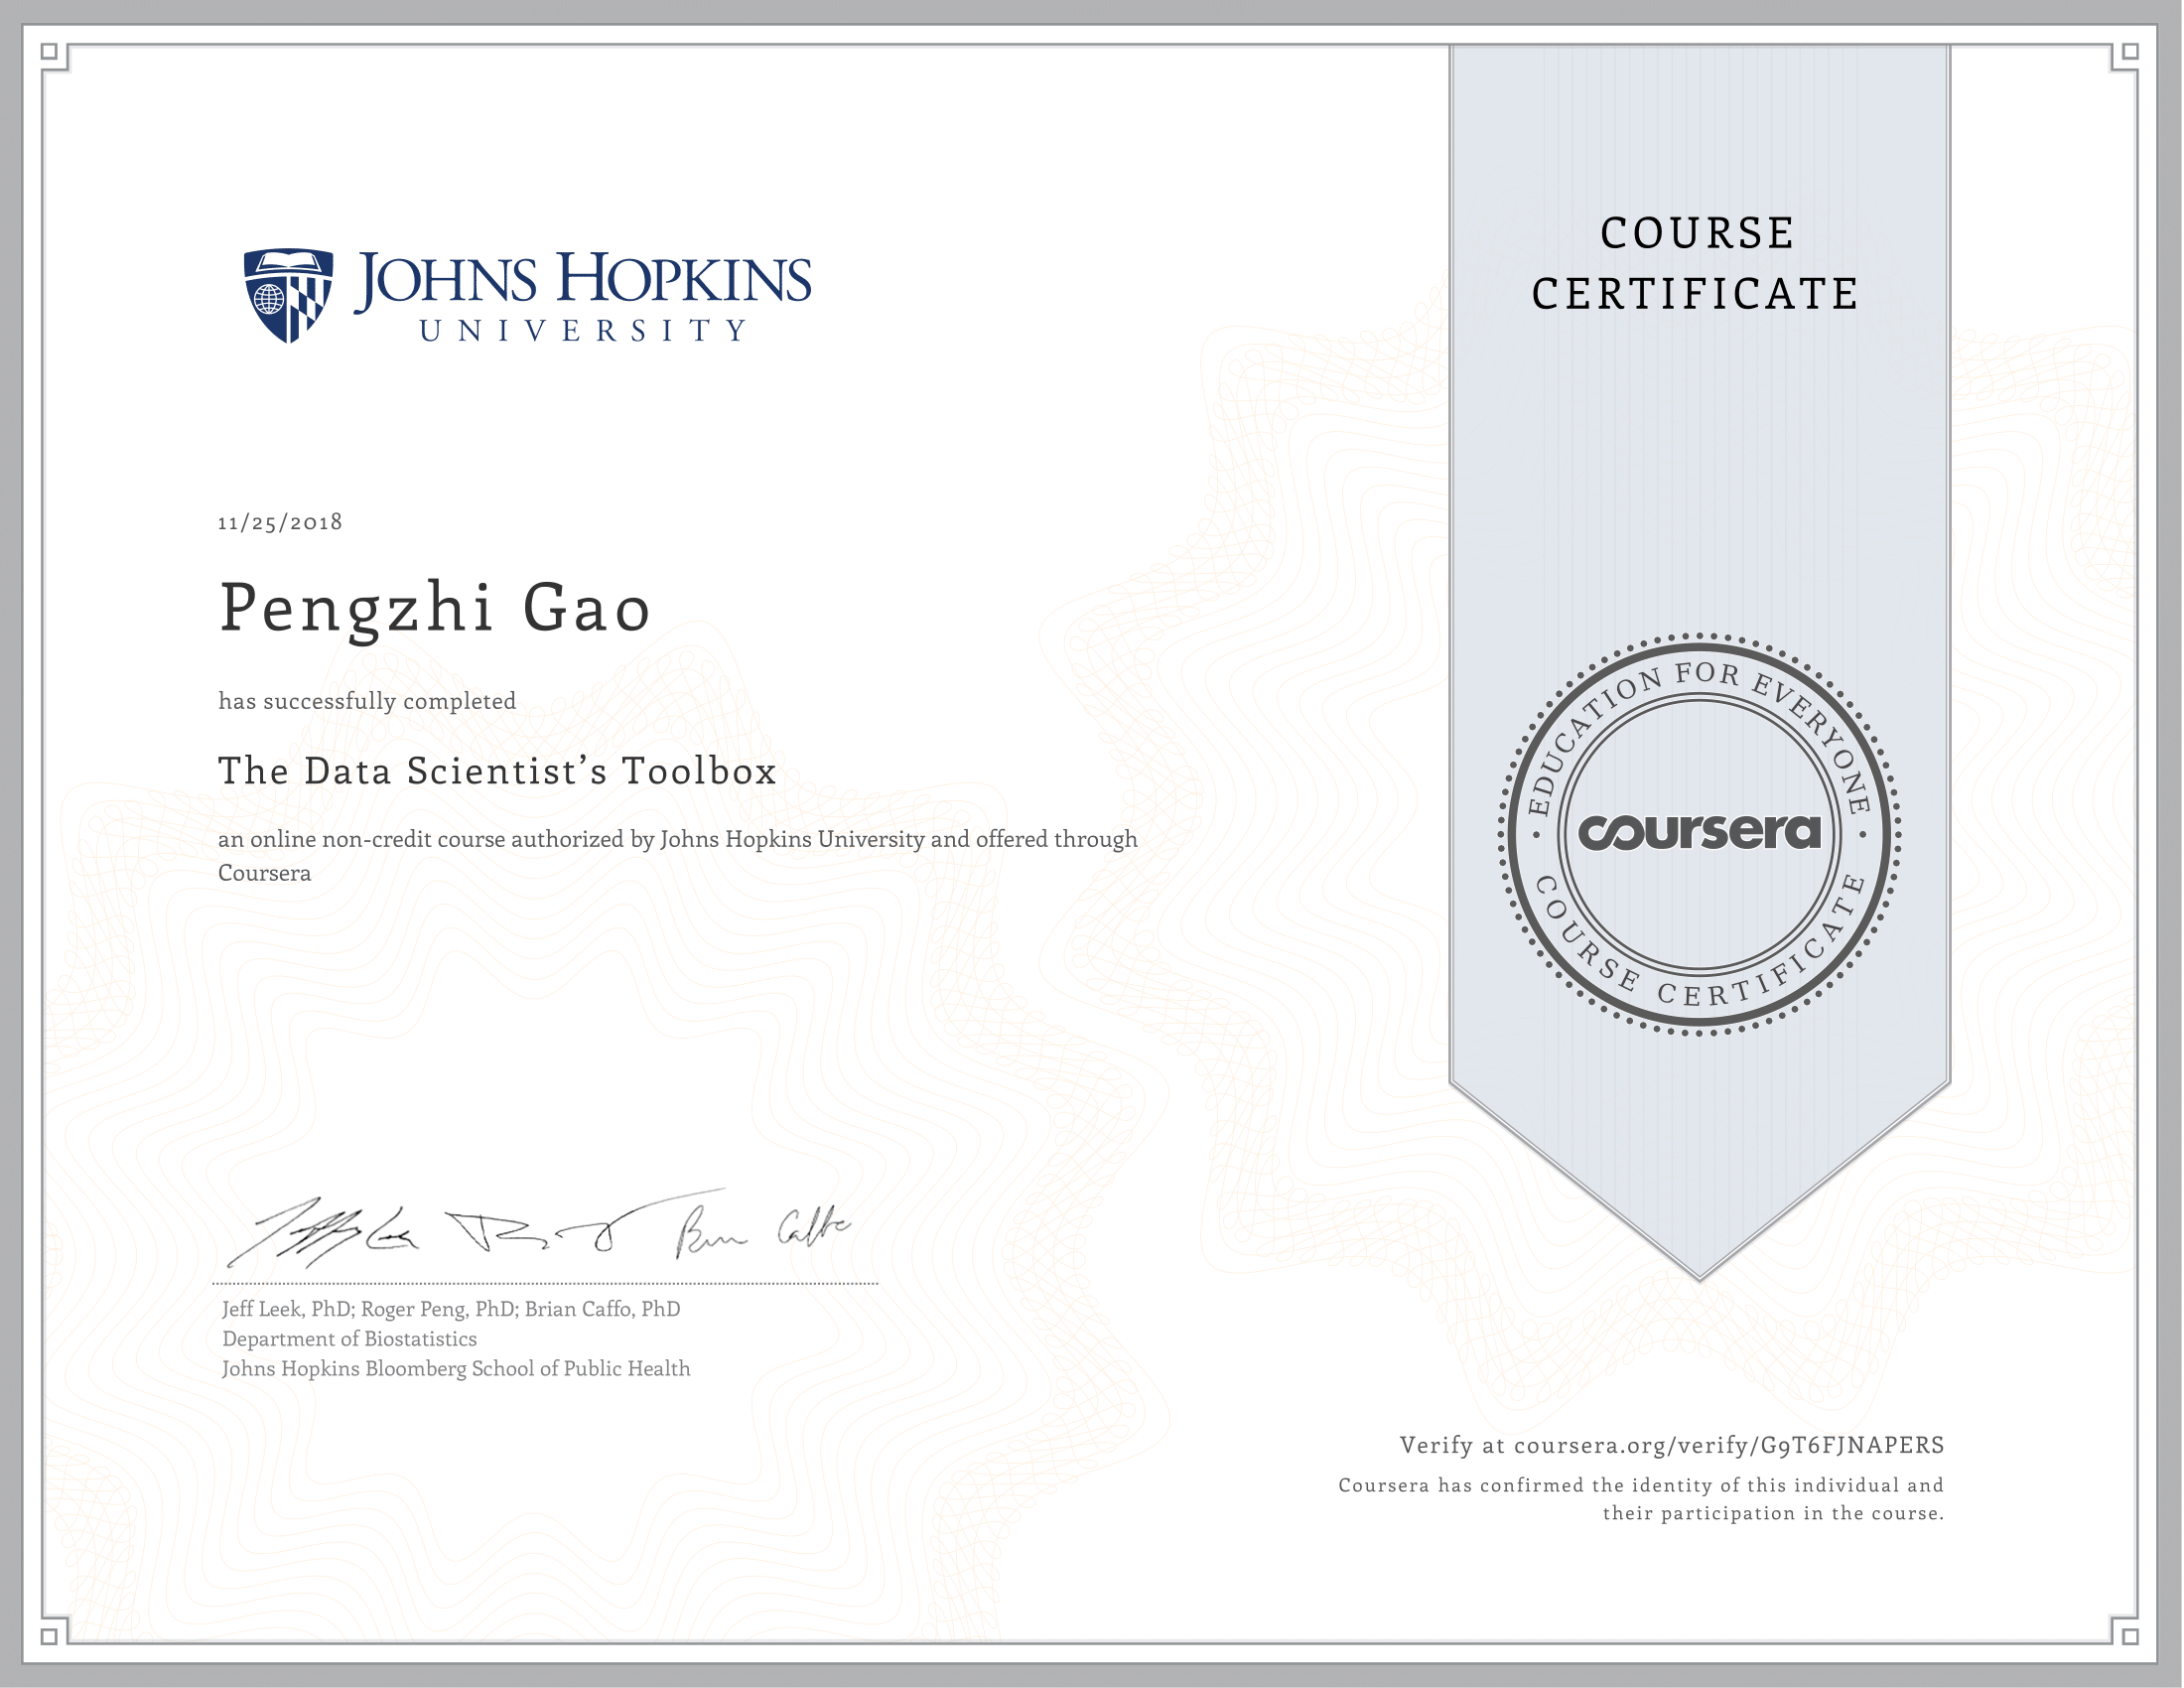 JOHNS HOPKINS
UNIVERSITY
COURSE
CERTIFICATE
11/25/2018
Pengzhi Gao
has successfully completed
The Data Scientist’s Toolbox
an online non-credit course authorized by Johns Hopkins University and offered through
Coursera
EDUCATION FOR EVERYONE
coursera
COURSE CERTIFICATE
Jeff Leek, PhD; Roger Peng, PhD; Brian Caffo, PhD
Department of Biostatistics
Johns Hopkins Bloomberg School of Public Health
Verify at coursera.org/verify/G9T6FJNAPERS
Coursera has confirmed the identity of this individual and
their participation in the course.